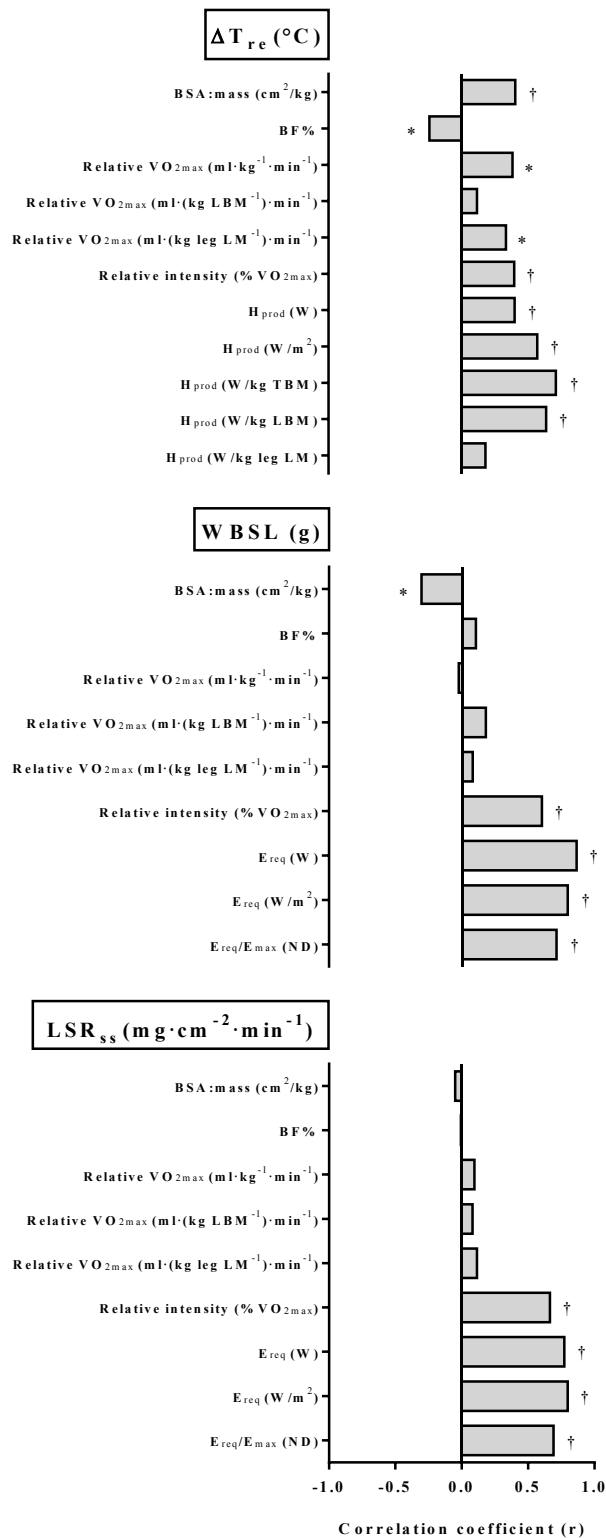 ΔTre (°C)
BSA:mass (cm²/kg) †
BF% *
Relative VO2max (ml·kg⁻¹·min⁻¹) *
Relative VO2max (ml·(kg LBM⁻¹)·min⁻¹)
Relative VO2max (ml·(kg leg LM⁻¹)·min⁻¹) *
Relative intensity (% VO2max) †
Hprod (W) †
Hprod (W/m²) †
Hprod (W/kg TBM) †
Hprod (W/kg LBM) †
Hprod (W/kg leg LM)
WBSL (g)
BSA:mass (cm²/kg) *
BF%
Relative VO2max (ml·kg⁻¹·min⁻¹)
Relative VO2max (ml·(kg LBM⁻¹)·min⁻¹)
Relative VO2max (ml·(kg leg LM⁻¹)·min⁻¹)
Relative intensity (% VO2max) †
Ereq (W) †
Ereq (W/m²) †
Ereq/Emax (ND) †
LSRss (mg·cm⁻²·min⁻¹)
BSA:mass (cm²/kg)
BF%
Relative VO2max (ml·kg⁻¹·min⁻¹)
Relative VO2max (ml·(kg LBM⁻¹)·min⁻¹)
Relative VO2max (ml·(kg leg LM⁻¹)·min⁻¹)
Relative intensity (% VO2max) †
Ereq (W) †
Ereq (W/m²) †
Ereq/Emax (ND) †
-1.0 -0.5 0.0 0.5 1.0
Correlation coefficient (r)